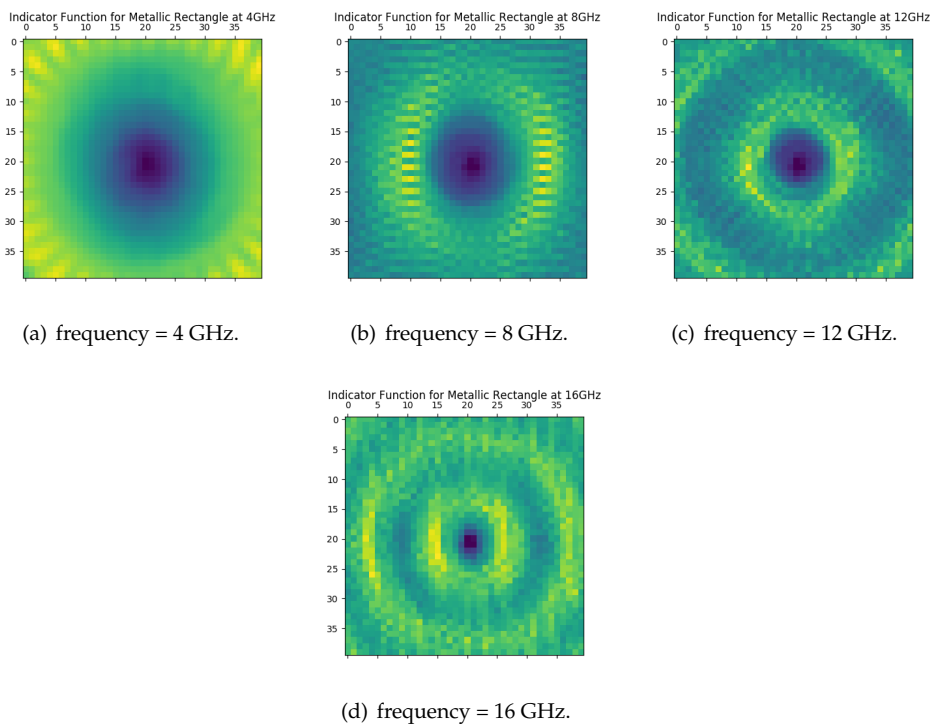 Indicator Function for Metallic Rectangle at 4GHz
0 5 10 15 20 25 30 35
0
5
10
15
20
25
30
35
(a) frequency = 4 GHz.
Indicator Function for Metallic Rectangle at 8GHz
0 5 10 15 20 25 30 35
0
5
10
15
20
25
30
35
(b) frequency = 8 GHz.
Indicator Function for Metallic Rectangle at 12GHz
0 5 10 15 20 25 30 35
0
5
10
15
20
25
30
35
(c) frequency = 12 GHz.
Indicator Function for Metallic Rectangle at 16GHz
0 5 10 15 20 25 30 35
0
5
10
15
20
25
30
35
(d) frequency = 16 GHz.